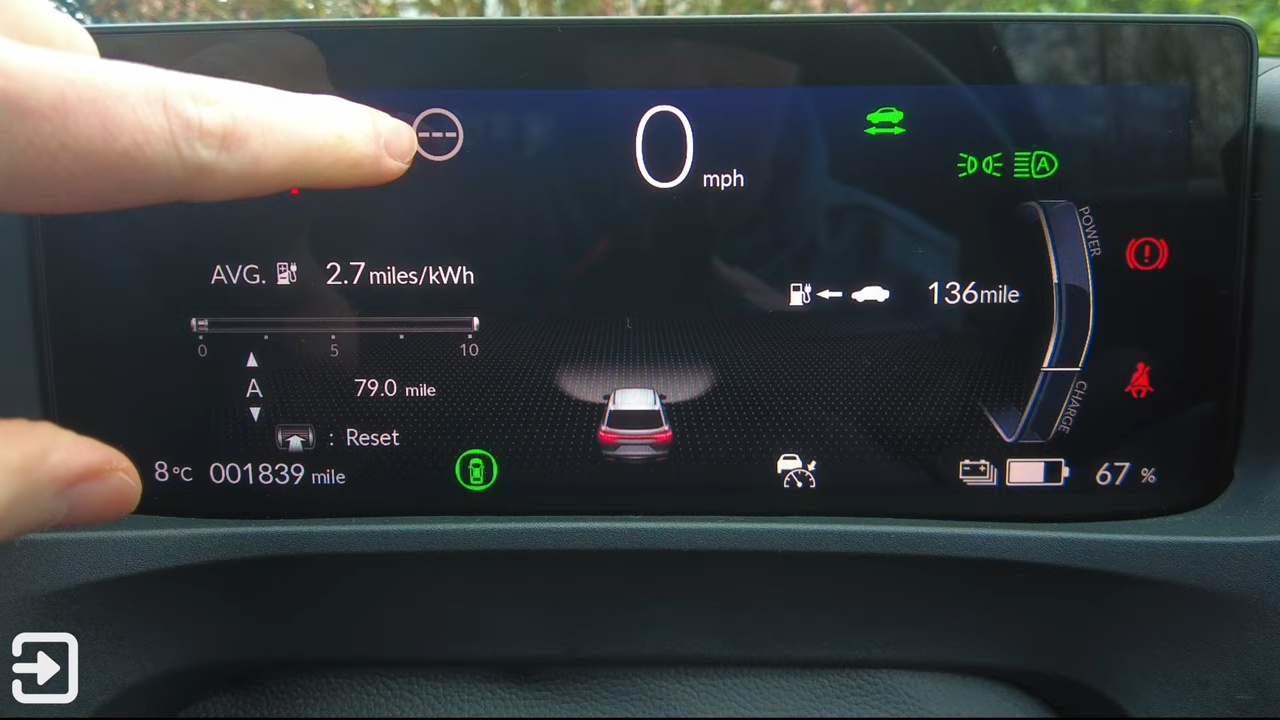 ---
0 mph
A
POWER
AVG. 2.7 miles/kWh
136 mile
0 5 10
A 79.0 mile
CHARGE
: Reset
8°C 001839 mile
67 %